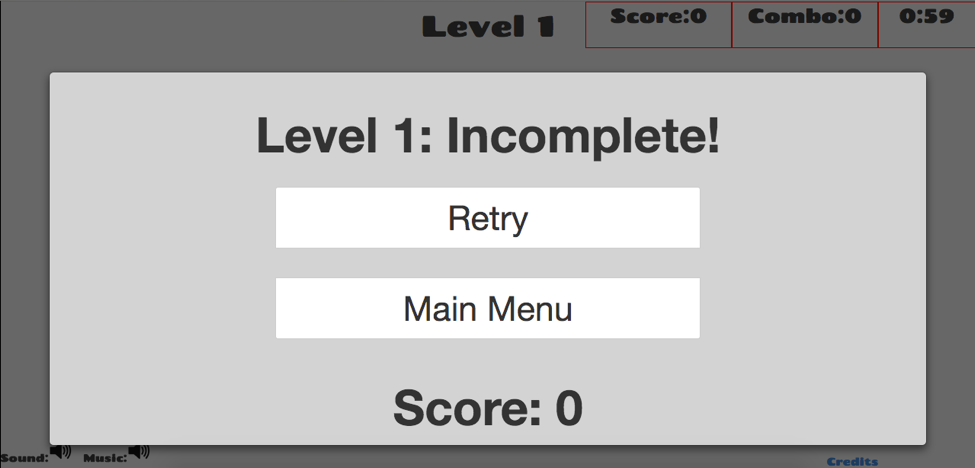 Level 1 Score:0 Combo:0 0:59
Level 1: Incomplete!
Retry
Main Menu
Score: 0
Sound: Music: Credits